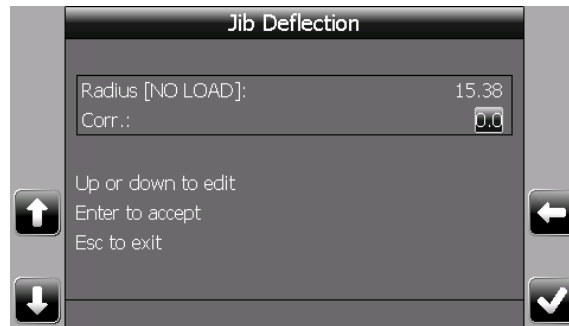 Jib Deflection
Radius [NO LOAD]: 15.38
Corr.: 0.0
Up or down to edit
Enter to accept
Esc to exit